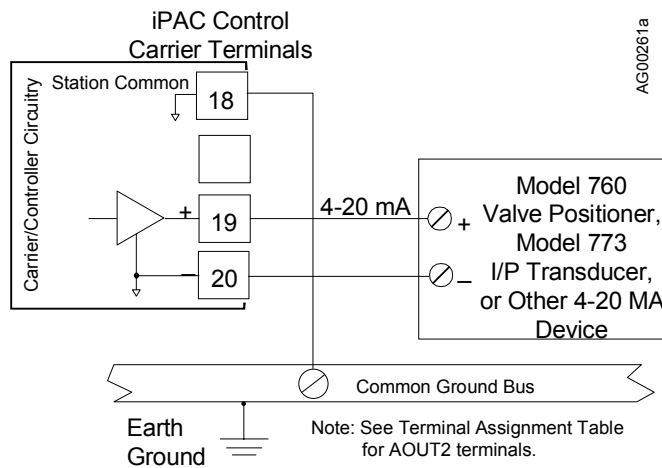 iPAC Control
Carrier Terminals
AG00261a
Carrier/Controller Circuitry
Station Common
18
+
19
4-20 mA
+
–
20
–
Model 760
Valve Positioner,
Model 773
I/P Transducer,
or Other 4-20 MA
Device
Common Ground Bus
Earth
Ground
Note: See Terminal Assignment Table
for AOUT2 terminals.